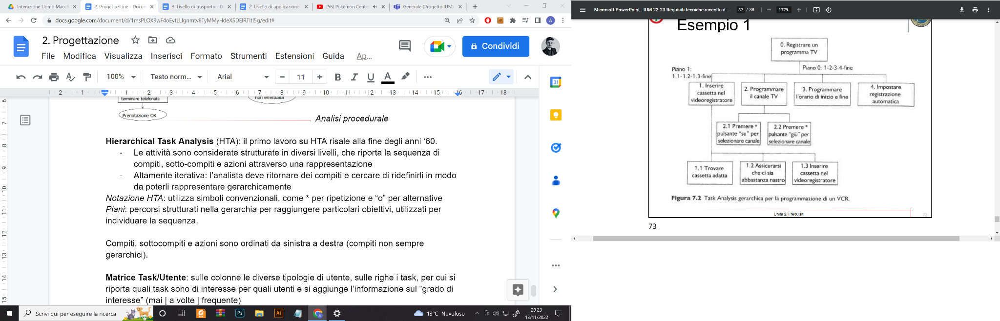 Interazione Uomo Macch
2. Progettazione - Docun
3. Livello di trasporto - D
2. Livello di applicazione
(56) Pokémon Cente
Generale (Progetto IUM)
docs.google.com/document/d/1msPLOX9wF4oEytLLIgnmtv8TyMMyHdeXSDEIRTItI5g/edit#
A
2. Progettazione
Condividi
File Modifica Visualizza Inserisci Formato Strumenti Estensioni Guida Ap...
100% Testo norm... Arial 11 B I U A
2 1 1 2 3 4 5 6 7 8 9 10 11 12 13 14 15 16 17 18
6
7
8
9
10
11
12
13
14
15
31
terminare telefonata
non effettuata
Prenotazione OK
Analisi procedurale
Hierarchical Task Analysis (HTA): il primo lavoro su HTA risale alla fine degli anni ‘60.
- Le attività sono considerate strutturate in diversi livelli, che riporta la sequenza di
compiti, sotto-compiti e azioni attraverso una rappresentazione
- Altamente iterativa: l’analista deve ritornare dei compiti e cercare di ridefinirli in modo
da poterli rappresentare gerarchicamente
Notazione HTA: utilizza simboli convenzionali, come * per ripetizione e “o” per alternative
Piani: percorsi strutturati nella gerarchia per raggiungere particolari obiettivi, utilizzati per
individuare la sequenza.
Compiti, sottocompiti e azioni sono ordinati da sinistra a destra (compiti non sempre
gerarchici).
Matrice Task/Utente: sulle colonne le diverse tipologie di utente, sulle righe i task, per cui si
riporta quali task sono di interesse per quali utenti e si aggiunge l’informazione sul “grado di
interesse” (mai | a volte | frequente)
Scrivi qui per eseguire la ricerca
Ps
Ai
13°C Nuvoloso
20:23
13/11/2022
Microsoft PowerPoint - IUM 22-23 Requisiti tecniche raccolta d...
37 / 38
177%
Esempio 1
0. Registrare un
programma TV
Piano 0: 1-2-3-4-fine
Piano 1:
1.1-1.2-1.3-fine
1. Inserire
cassetta nel
videoregistratore
2. Programmare
il canale TV
3. Programmare
l'orario di inizio e fine
4. Impostare
registrazione
automatica
2.1 Premere *
pulsante "su" per
selezionare canale
2.2 Premere *
pulsante "giù" per
selezionare canale
1.1 Trovare
cassetta adatta
1.2 Assicurarsi
che ci sia
abbastanza nastro
1.3 Inserire
cassetta nel
videoregistratore
Figura 7.2 Task Analysis gerarchica per la programmazione di un VCR.
Unità 2: I requisiti
73
73